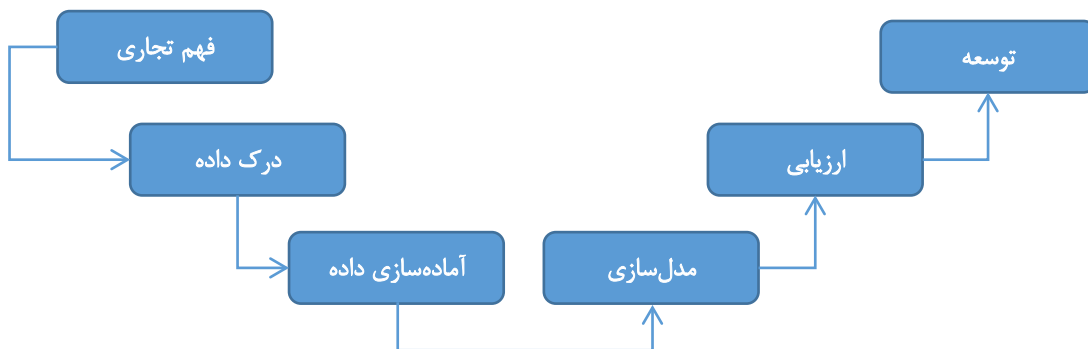 فهم تجاری
درک داده
آماده‌سازی داده
مدل‌سازی
ارزیابی
توسعه